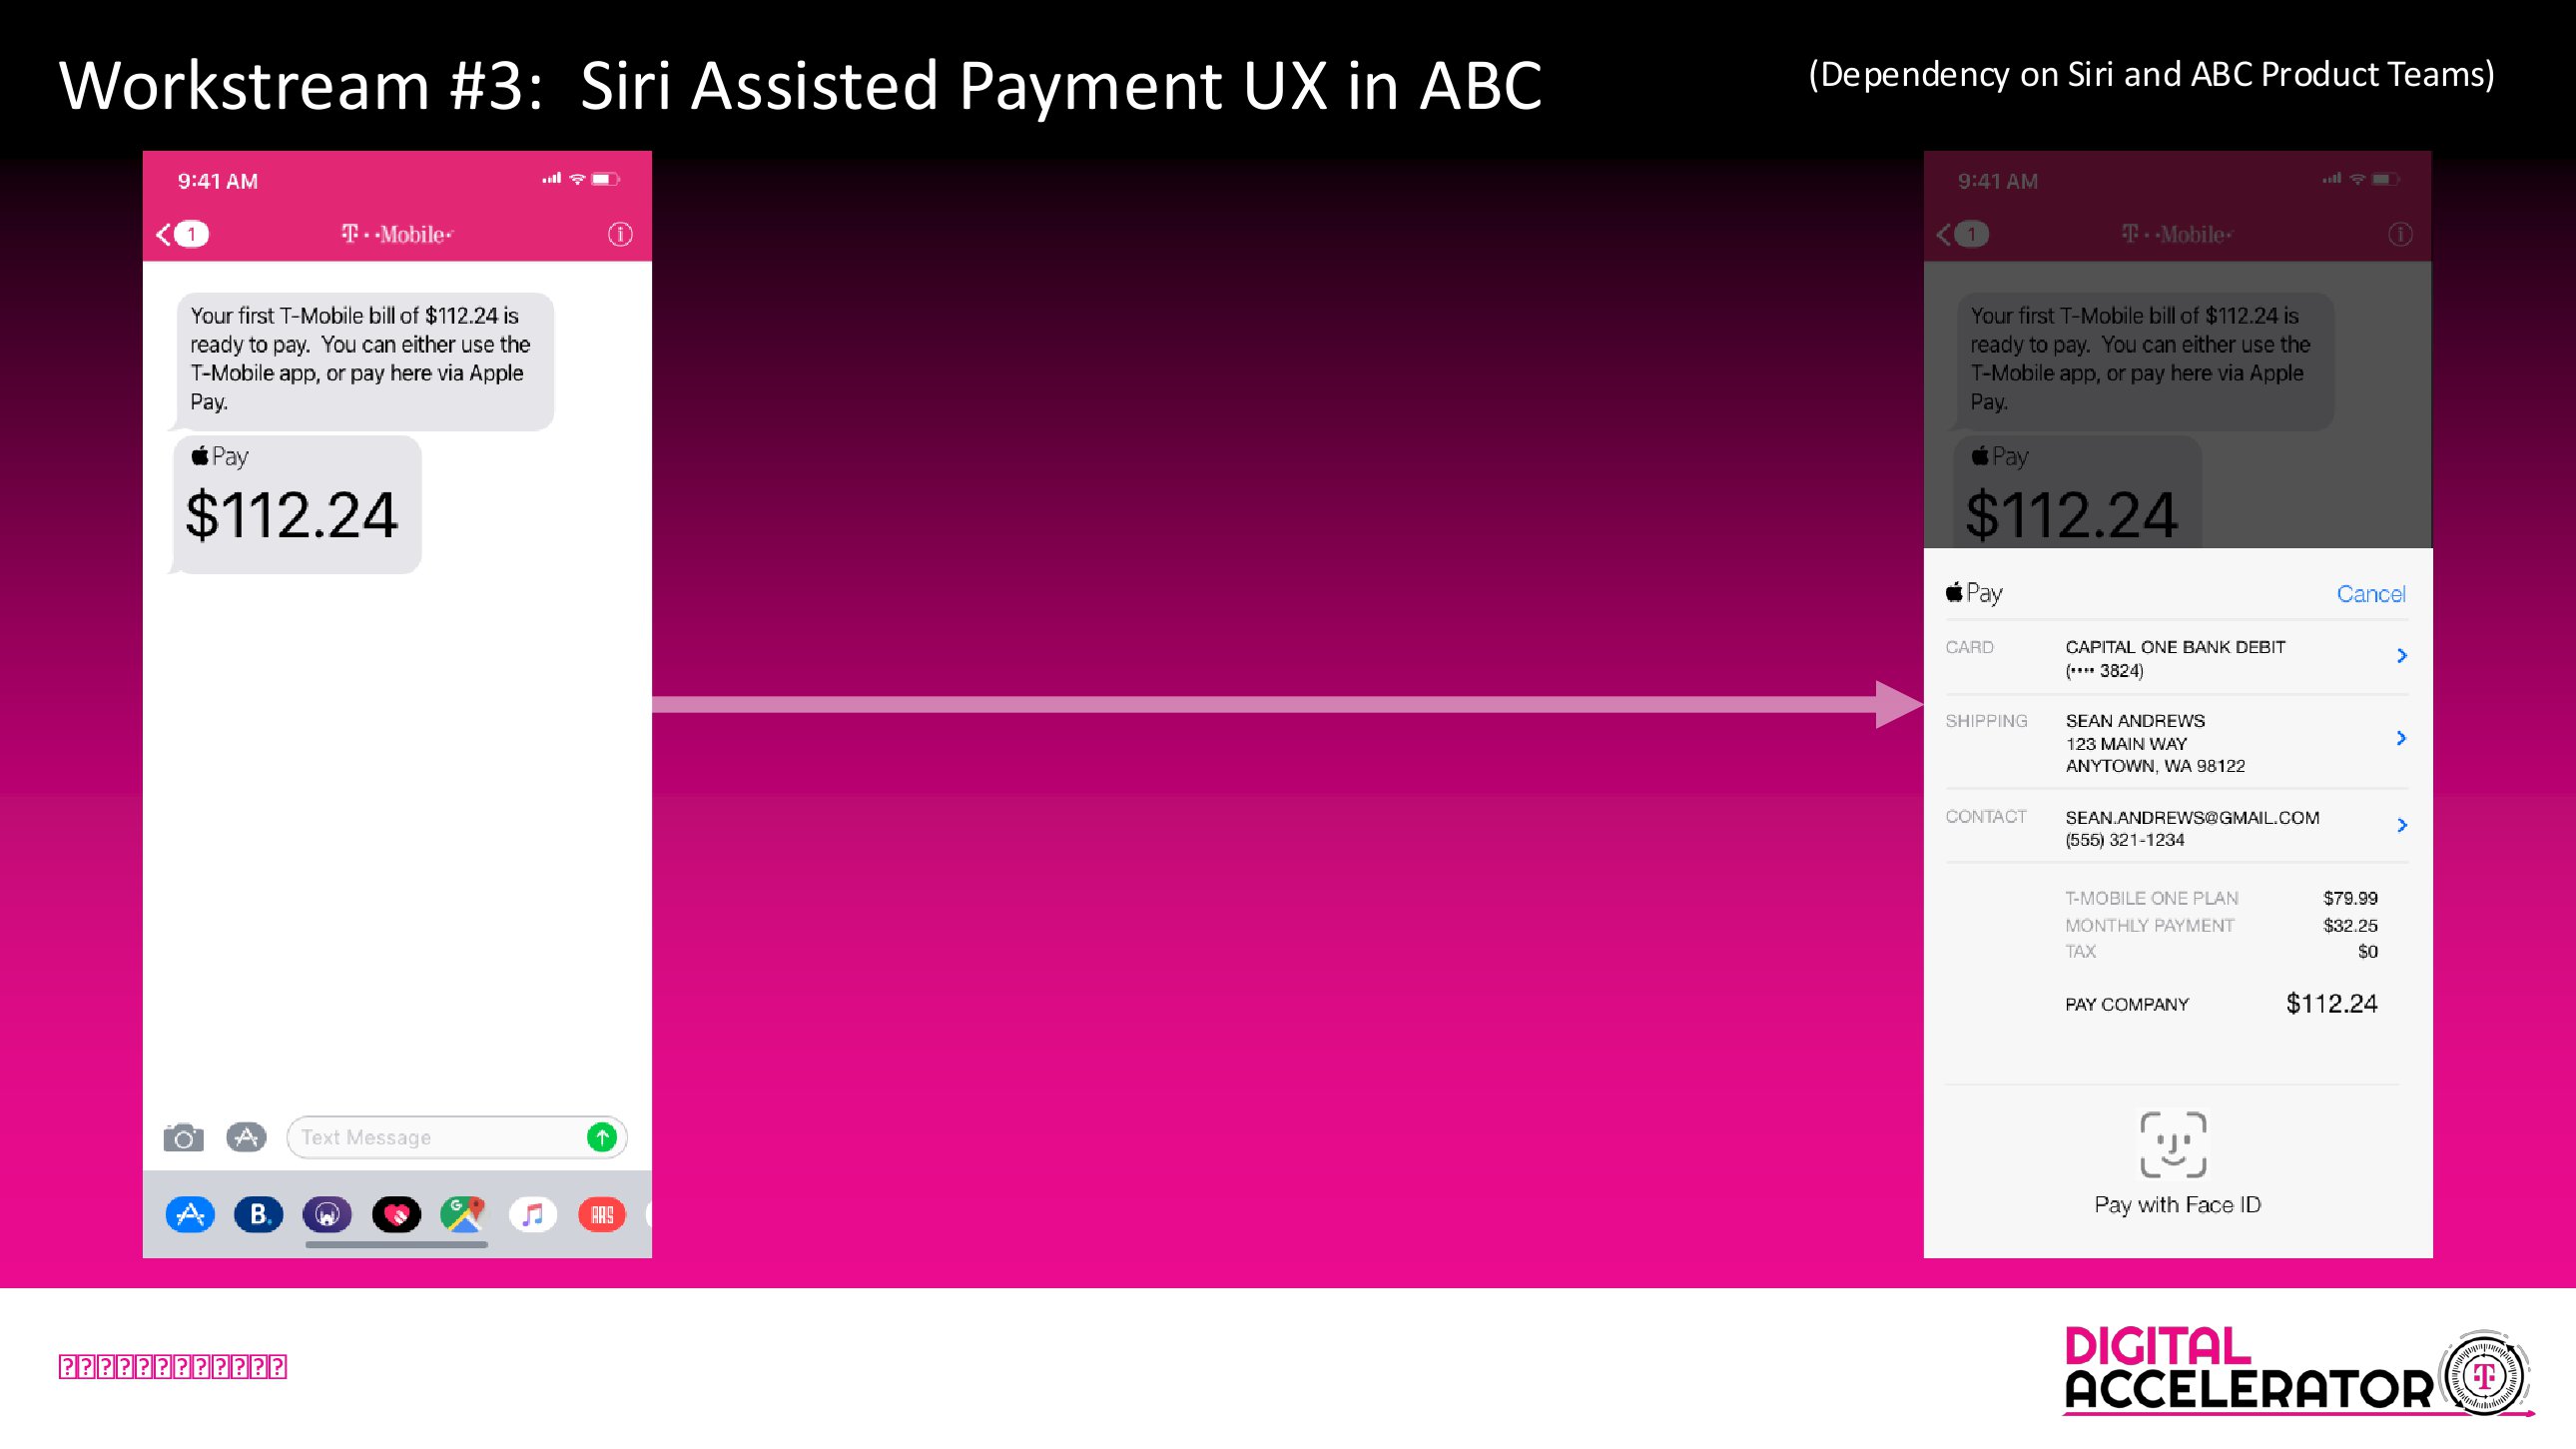 Workstream #3:  Siri Assisted Payment UX in ABC
(Dependency on Siri and ABC Product Teams)
9:41 AM
1
T··Mobile·
Your first T-Mobile bill of $112.24 is
ready to pay.  You can either use the
T-Mobile app, or pay here via Apple
Pay.
Pay
$112.24
Text Message
B.
G
ARS
9:41 AM
1
T··Mobile·
Your first T-Mobile bill of $112.24 is
ready to pay.  You can either use the
T-Mobile app, or pay here via Apple
Pay.
Pay
$112.24
Pay
Cancel
CARD
CAPITAL ONE BANK DEBIT
(•••• 3824)
SHIPPING
SEAN ANDREWS
123 MAIN WAY
ANYTOWN, WA 98122
CONTACT
SEAN.ANDREWS@GMAIL.COM
(555) 321-1234
T-MOBILE ONE PLAN $79.99
MONTHLY PAYMENT $32.25
TAX $0
PAY COMPANY $112.24
Pay with Face ID
DIGITAL
ACCELERATOR
T